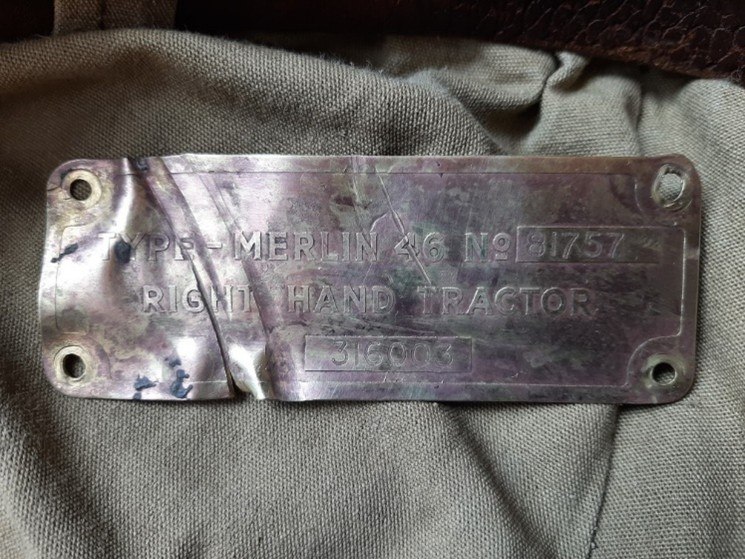 TYPE-MERLIN 46 No 81757
RIGHT HAND TRACTOR
316003